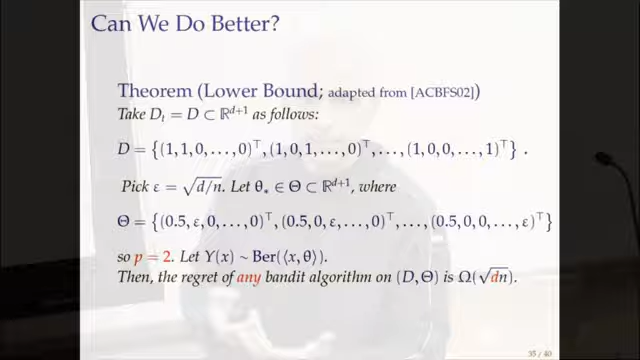 Can We Do Better?
Theorem (Lower Bound; adapted from [ACBFS02])
Take Dₜ = D ⊂ ℝᵈ⁺¹ as follows:
D = {(1, 1, 0, . . . , 0)ᵀ, (1, 0, 1, . . . , 0)ᵀ, . . . , (1, 0, 0, . . . , 1)ᵀ} .
Pick ε = √(d/n). Let θ∗ ∈ Θ ⊂ ℝᵈ⁺¹, where
Θ = {(0.5, ε, 0, . . . , 0)ᵀ, (0.5, 0, ε, . . . , 0)ᵀ, . . . , (0.5, 0, 0, . . . , ε)ᵀ}
so p = 2. Let Y(x) ~ Ber(⟨x, θ⟩).
Then, the regret of any bandit algorithm on (D, Θ) is Ω(√dn).
35 / 40